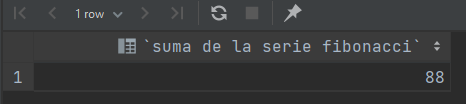 1 row
`suma de la serie fibonacci`
1 88